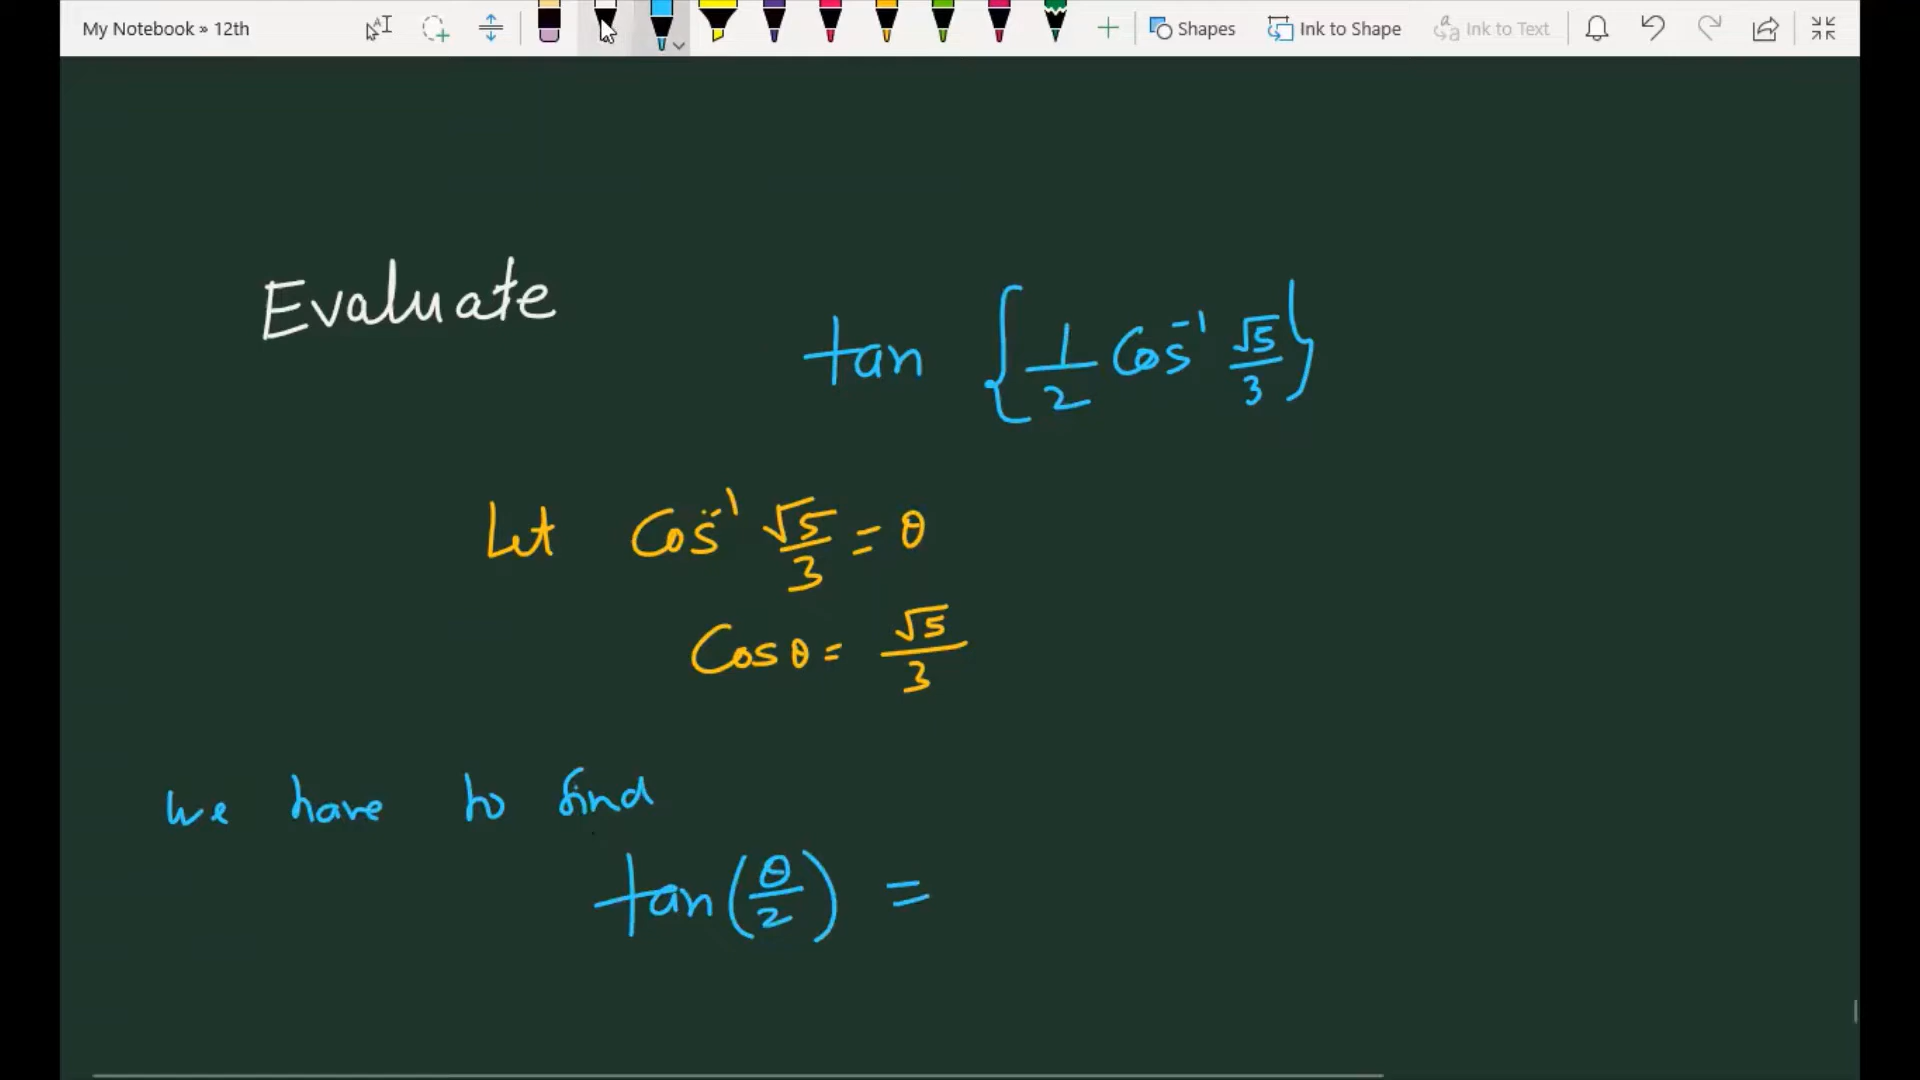 My Notebook » 12th
Shapes
Ink to Shape
Ink to Text
Evaluate tan {1/2 Cos⁻¹ √5/3}
Let Cos⁻¹ √5/3 = θ
Cos θ = √5/3
We have to find
tan(θ/2) =